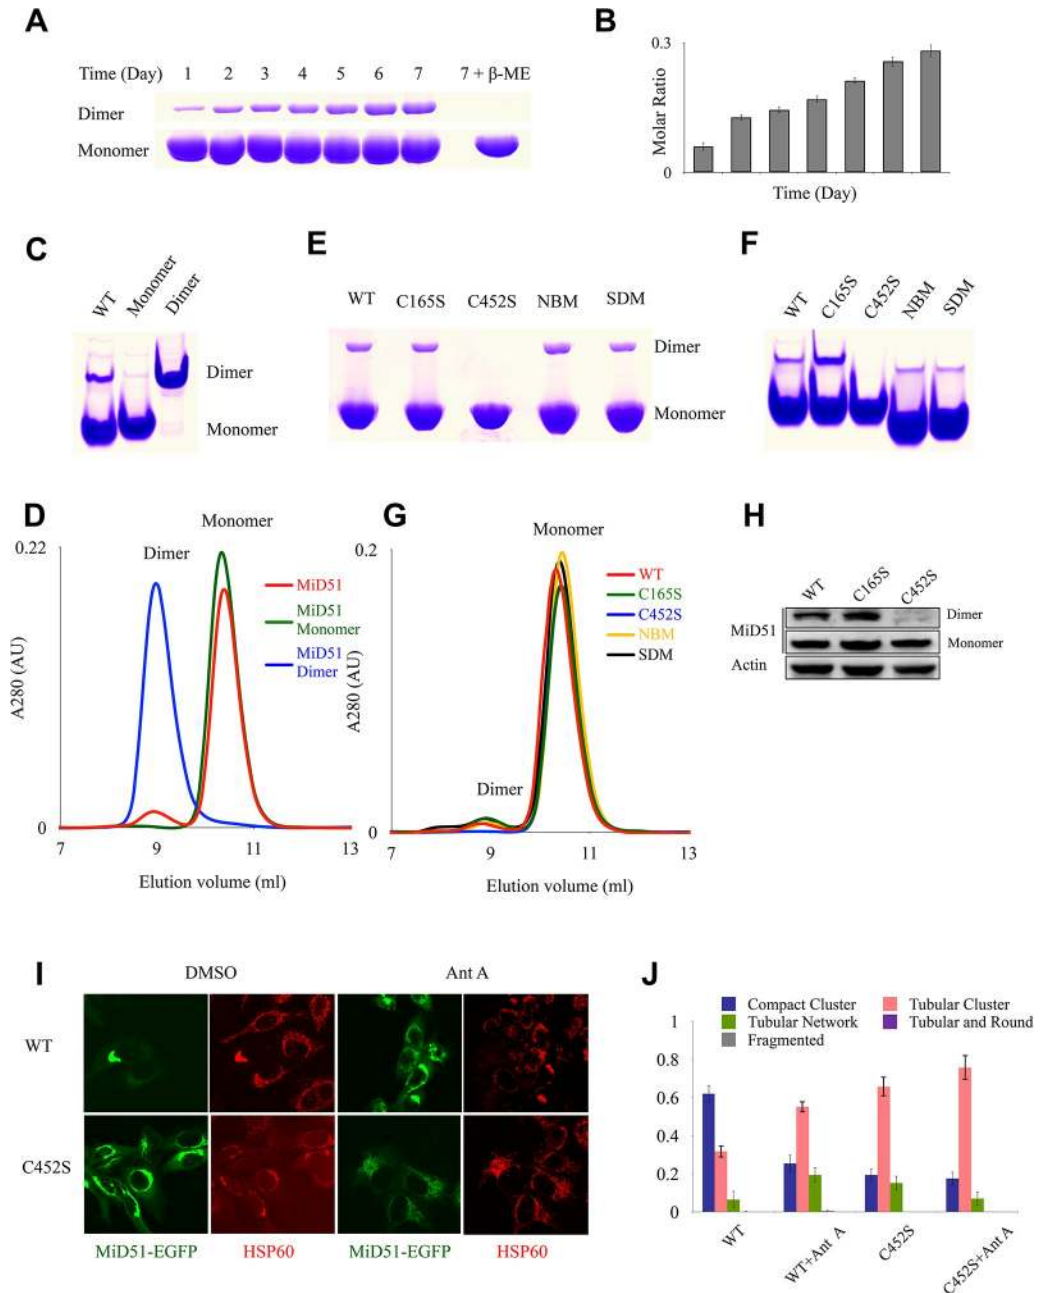 A
Time (Day) 1 2 3 4 5 6 7 7 + β-ME
Dimer
Monomer
B
0.3
Molar Ratio
0
Time (Day)
C
WT Monomer Dimer
Dimer
Monomer
E
WT C165S C452S NBM SDM
Dimer
Monomer
F
WT C165S C452S NBM SDM
D
0.22
A280 (AU)
0
Dimer
Monomer
MiD51
MiD51
Monomer
MiD51
Dimer
7 9 11 13
Elution volume (ml)
G
0.2
A280 (AU)
0
Monomer
Dimer
WT
C165S
C452S
NBM
SDM
7 9 11 13
Elution volume (ml)
H
WT C165S C452S
MiD51
Dimer
Monomer
Actin
I
DMSO Ant A
WT
C452S
MiD51-EGFP HSP60 MiD51-EGFP HSP60
J
Compact Cluster Tubular Cluster
Tubular Network Tubular and Round
Fragmented
1
0.8
0.6
0.4
0.2
0
WT WT+Ant A C452S C452S+Ant A